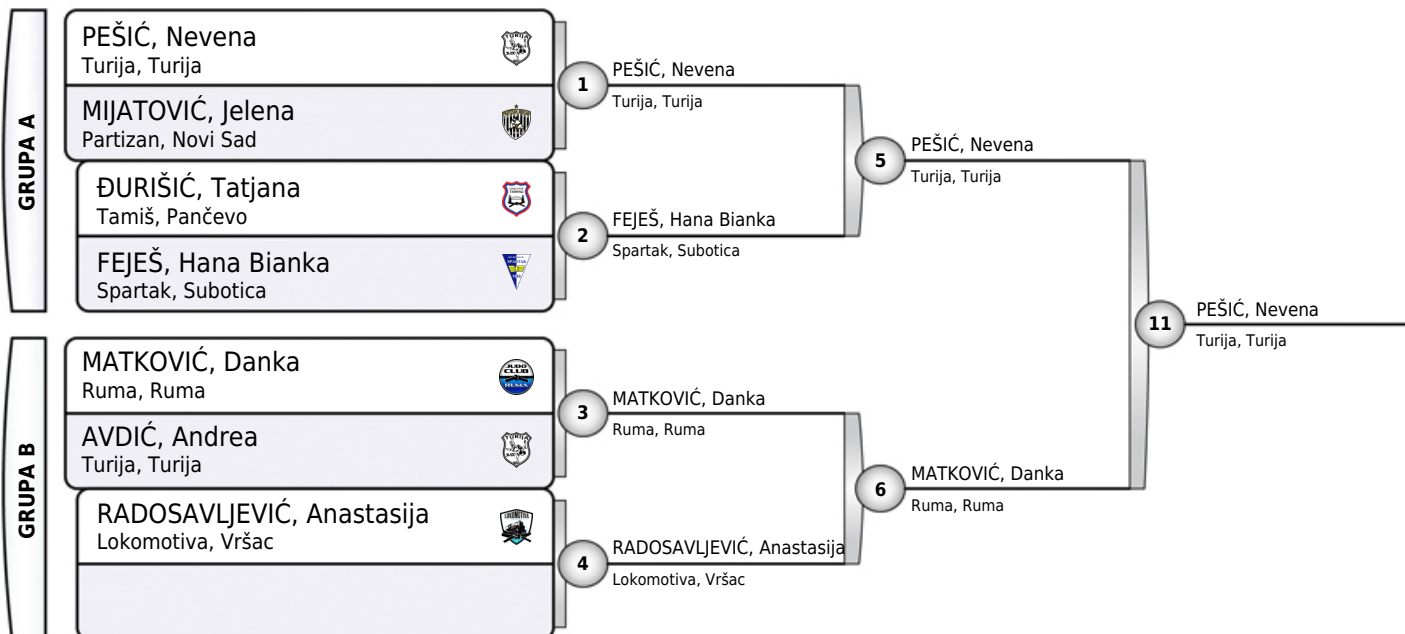 GRUPA A
PEŠIĆ, Nevena
Turija, Turija
MIJATOVIĆ, Jelena
Partizan, Novi Sad
ĐURIŠIĆ, Tatjana
Tamiš, Pančevo
FEJEŠ, Hana Bianka
Spartak, Subotica
1
PEŠIĆ, Nevena
Turija, Turija
2
FEJEŠ, Hana Bianka
Spartak, Subotica
5
PEŠIĆ, Nevena
Turija, Turija
GRUPA B
MATKOVIĆ, Danka
Ruma, Ruma
JUDO
CLUB
RUMA
AVDIĆ, Andrea
Turija, Turija
RADOSAVLJEVIĆ, Anastasija
Lokomotiva, Vršac
3
MATKOVIĆ, Danka
Ruma, Ruma
4
RADOSAVLJEVIĆ, Anastasija
Lokomotiva, Vršac
6
MATKOVIĆ, Danka
Ruma, Ruma
11
PEŠIĆ, Nevena
Turija, Turija